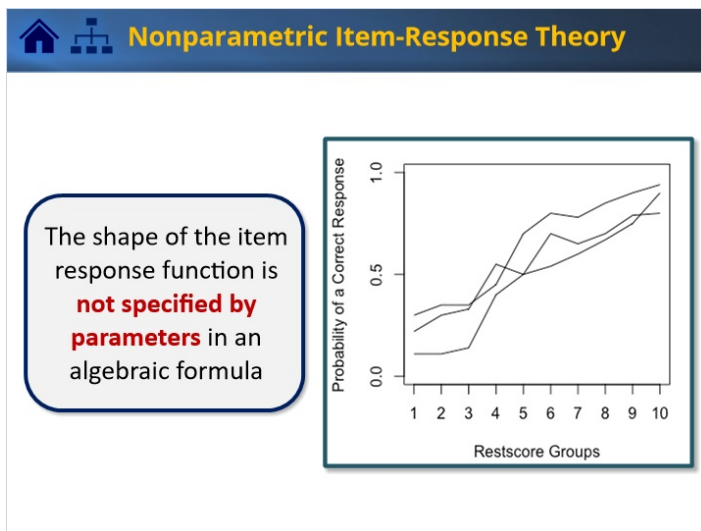 Nonparametric Item-Response Theory
The shape of the item
response function is
not specified by
parameters in an
algebraic formula
Probability of a Correct Response
1.0
0.5
0.0
1 2 3 4 5 6 7 8 9 10
Restscore Groups